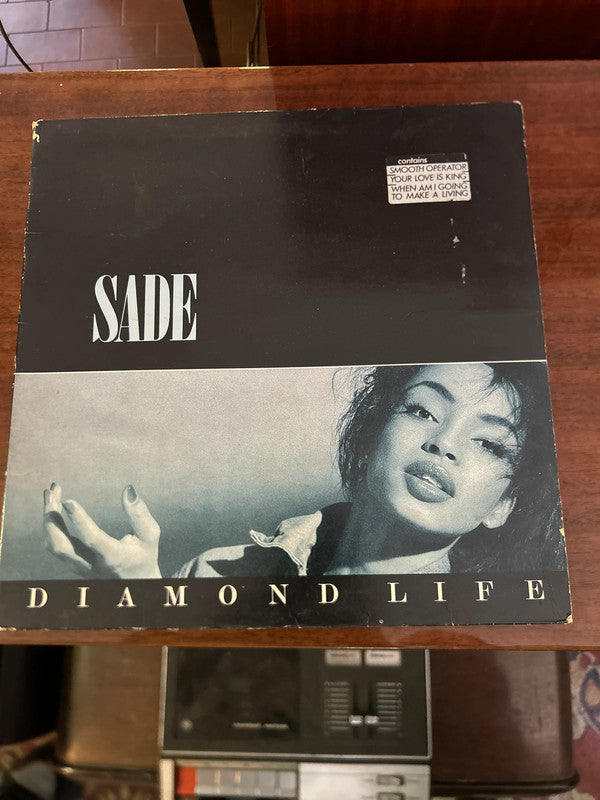 contains
SMOOTH OPERATOR
YOUR LOVE IS KING
WHEN AM I GOING
TO MAKE A LIVING
SADE
DIAMOND LIFE